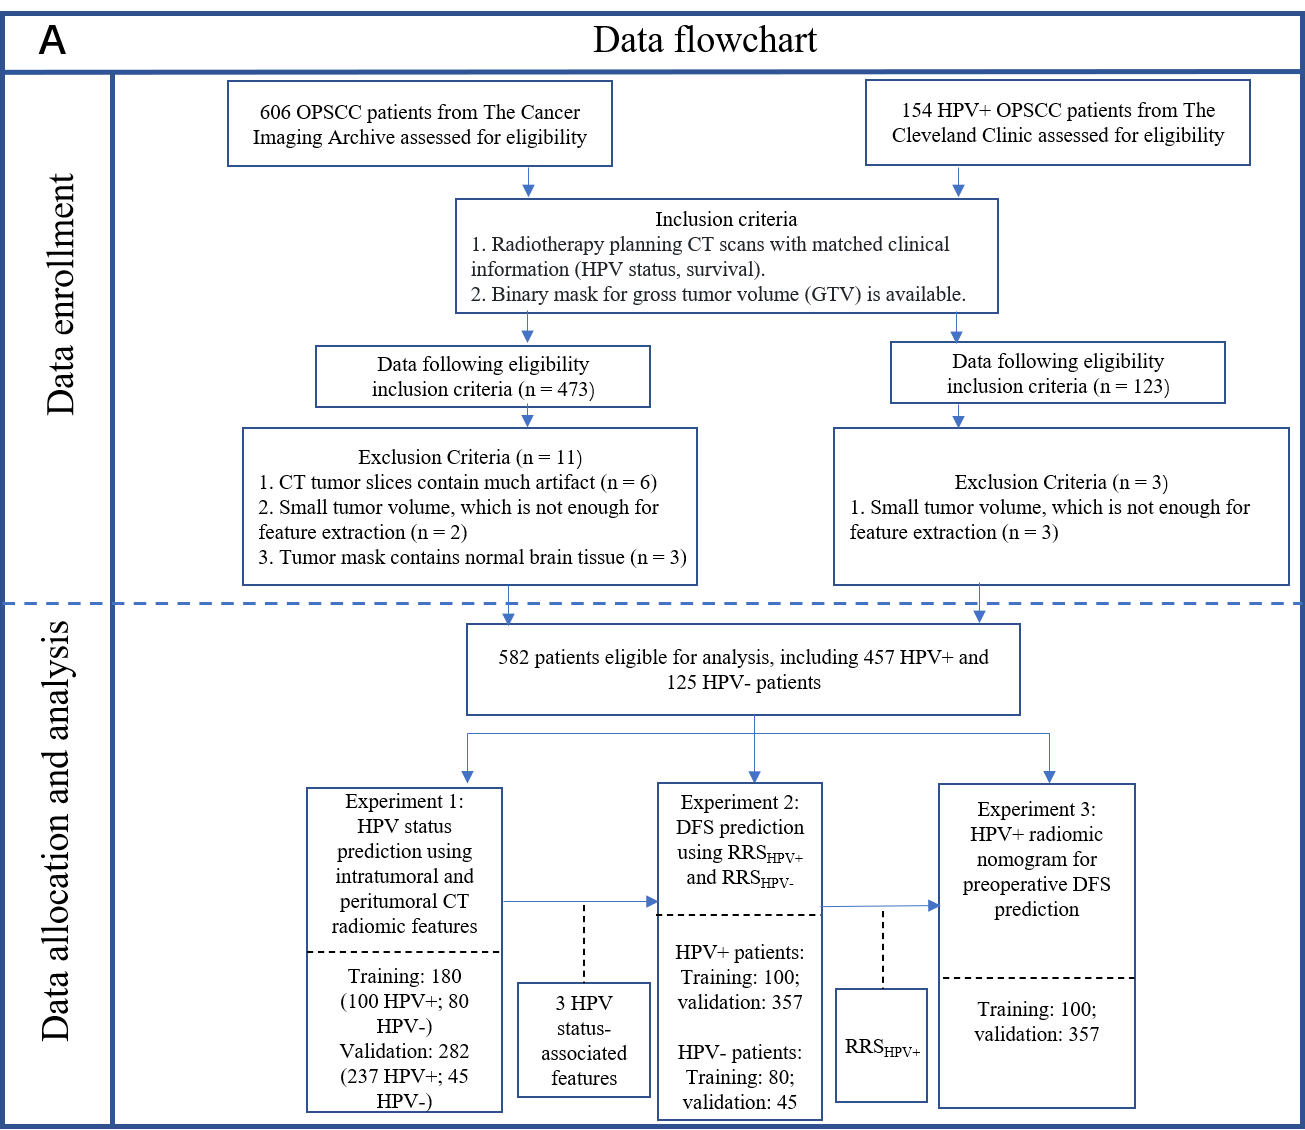 A
Data flowchart
Data enrollment
606 OPSCC patients from The Cancer
Imaging Archive assessed for eligibility
154 HPV+ OPSCC patients from The
Cleveland Clinic assessed for eligibility
Inclusion criteria
1. Radiotherapy planning CT scans with matched clinical
information (HPV status, survival).
2. Binary mask for gross tumor volume (GTV) is available.
Data following eligibility
inclusion criteria (n = 473)
Data following eligibility
inclusion criteria (n = 123)
Exclusion Criteria (n = 11)
1. CT tumor slices contain much artifact (n = 6)
2. Small tumor volume, which is not enough for
feature extraction (n = 2)
3. Tumor mask contains normal brain tissue (n = 3)
Exclusion Criteria (n = 3)
1. Small tumor volume, which is not enough for
feature extraction (n = 3)
Data allocation and analysis
582 patients eligible for analysis, including 457 HPV+ and
125 HPV- patients
Experiment 1:
HPV status
prediction using
intratumoral and
peritumoral CT
radiomic features
Training: 180
(100 HPV+; 80
HPV-)
Validation: 282
(237 HPV+; 45
HPV-)
3 HPV
status-
associated
features
Experiment 2:
DFS prediction
using RRSHPV+
and RRSHPV-
HPV+ patients:
Training: 100;
validation: 357
HPV- patients:
Training: 80;
validation: 45
RRSHPV+
Experiment 3:
HPV+ radiomic
nomogram for
preoperative DFS
prediction
Training: 100;
validation: 357